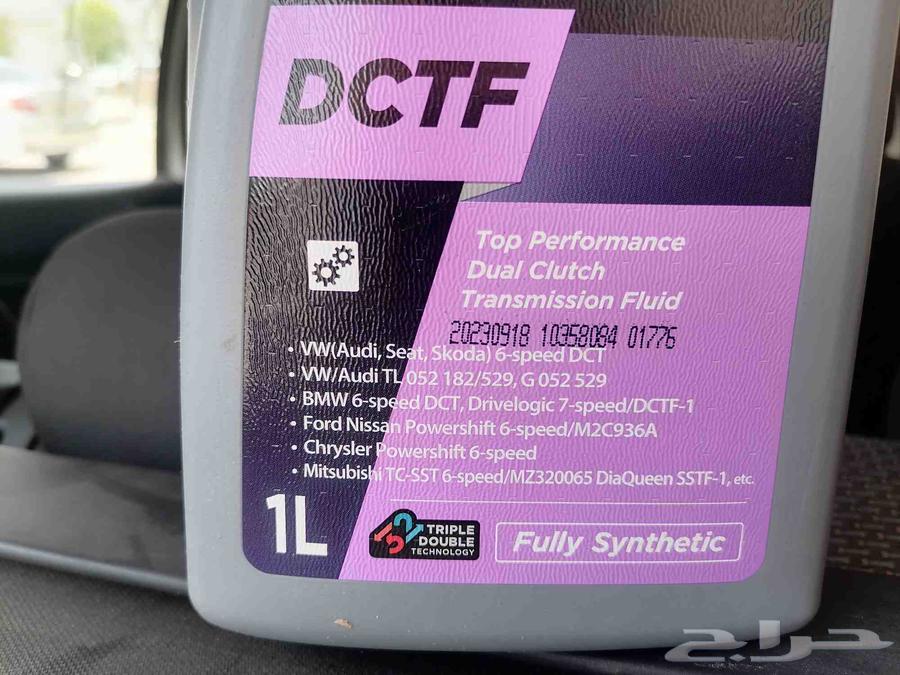 DCTF
Top Performance
Dual Clutch
Transmission Fluid
20230918 10358084 01776
• VW(Audi, Seat, Skoda) 6-speed DCT
• VW/Audi TL 052 182/529, G 052 529
• BMW 6-speed DCT, Drivelogic 7-speed/DCTF-1
• Ford Nissan Powershift 6-speed/M2C936A
• Chrysler Powershift 6-speed
• Mitsubishi TC-SST 6-speed/MZ320065 DiaQueen SSTF-1, etc.
1L
52 TRIPLE
DOUBLE
TECHNOLOGY
Fully Synthetic
حراج